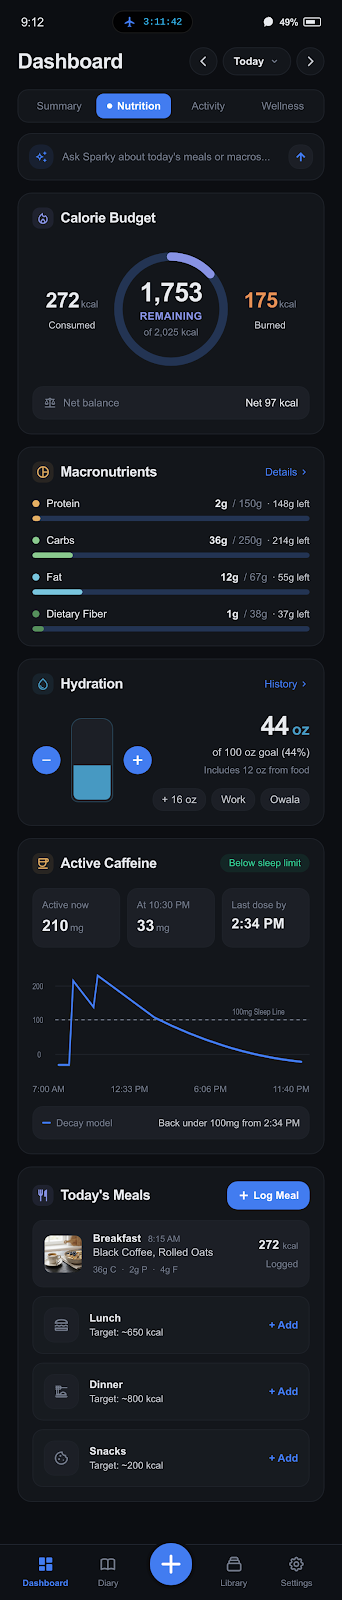 9:12
3:11:42
49%
Dashboard
Today
Summary
Nutrition
Activity
Wellness
Ask Sparky about today's meals or macros...
Calorie Budget
272 kcal
Consumed
1,753
REMAINING
of 2,025 kcal
175 kcal
Burned
Net balance
Net 97 kcal
Macronutrients
Details >
Protein
2g / 150g · 148g left
Carbs
36g / 250g · 214g left
Fat
12g / 67g · 55g left
Dietary Fiber
1g / 38g · 37g left
Hydration
History >
44 oz
of 100 oz goal (44%)
Includes 12 oz from food
+ 16 oz
Work
Owala
Active Caffeine
Below sleep limit
Active now
210 mg
At 10:30 PM
33 mg
Last dose by
2:34 PM
200
100
0
100mg Sleep Line
7:00 AM
12:33 PM
6:06 PM
11:40 PM
Decay model
Back under 100mg from 2:34 PM
Today's Meals
+ Log Meal
Breakfast 8:15 AM
Black Coffee, Rolled Oats
36g C · 2g P · 4g F
272 kcal
Logged
Lunch
Target: ~650 kcal
+ Add
Dinner
Target: ~800 kcal
+ Add
Snacks
Target: ~200 kcal
+ Add
Dashboard
Diary
Library
Settings